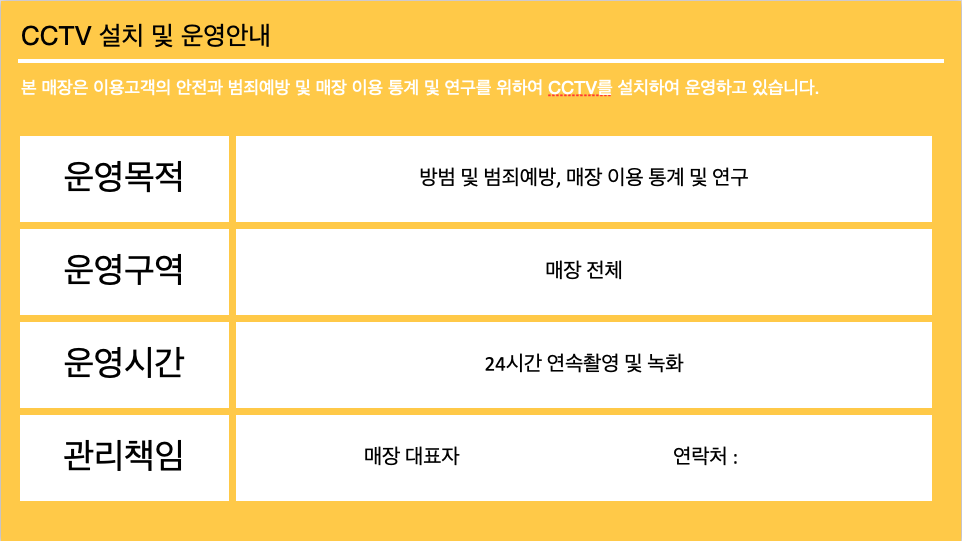 CCTV 설치 및 운영안내
본 매장은 이용고객의 안전과 범죄예방 및 매장 이용 통계 및 연구를 위하여 CCTV를 설치하여 운영하고 있습니다.
운영목적
방범 및 범죄예방, 매장 이용 통계 및 연구
운영구역
매장 전체
운영시간
24시간 연속촬영 및 녹화
관리책임
매장 대표자
연락처 :